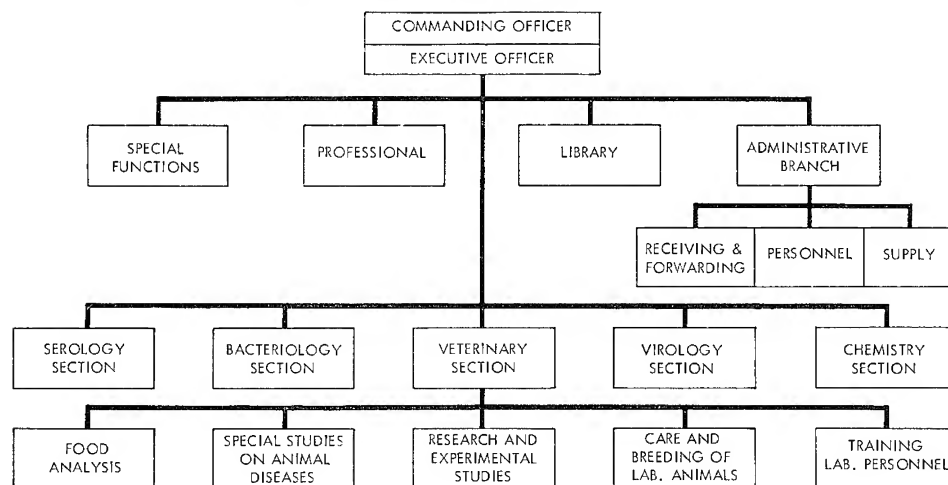 COMMANDING OFFICER
EXECUTIVE OFFICER
SPECIAL
FUNCTIONS
PROFESSIONAL
LIBRARY
ADMINISTRATIVE
BRANCH
RECEIVING &
FORWARDING
PERSONNEL
SUPPLY
SEROLOGY
SECTION
BACTERIOLOGY
SECTION
VETERINARY
SECTION
VIROLOGY
SECTION
CHEMISTRY
SECTION
FOOD
ANALYSIS
SPECIAL STUDIES
ON ANIMAL
DISEASES
RESEARCH AND
EXPERIMENTAL
STUDIES
CARE AND
BREEDING OF
LAB. ANIMALS
TRAINING
LAB. PERSONNEL